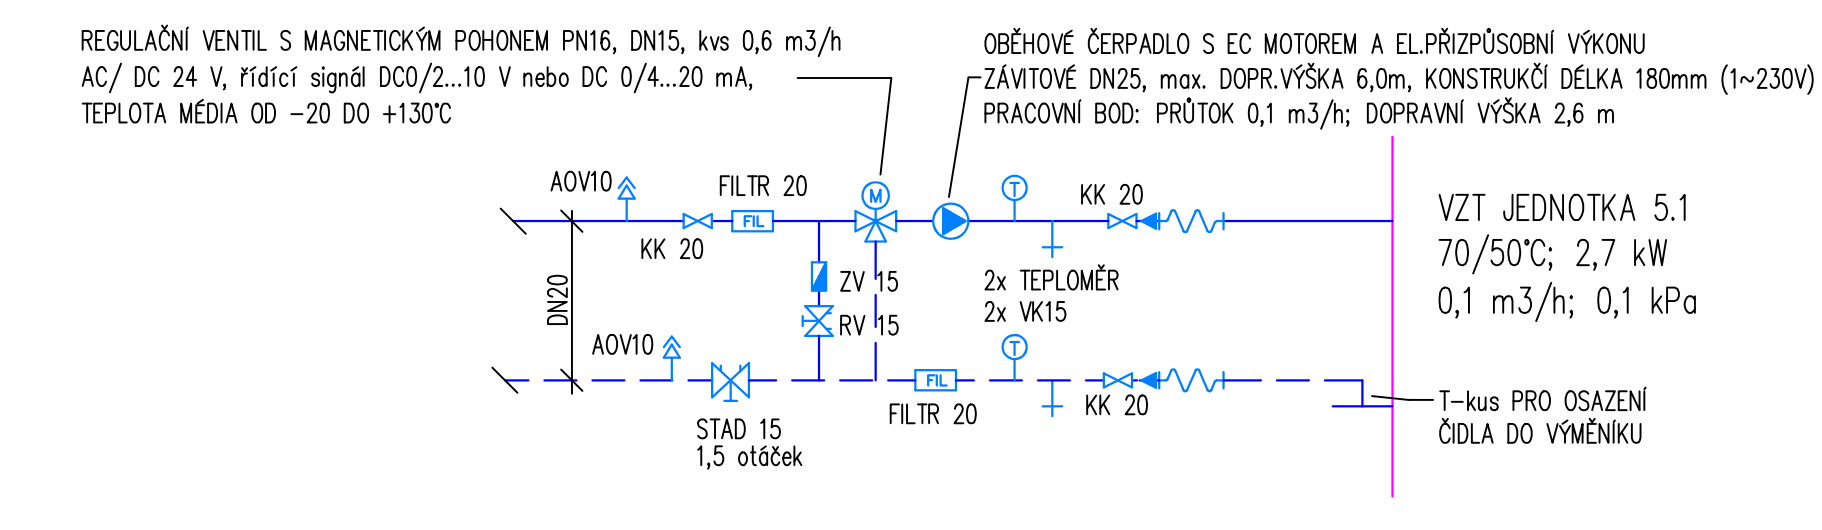 REGULAČNÍ VENTIL S MAGNETICKÝM POHONEM PN16, DN15, kvs 0,6 m3/h
AC/ DC 24 V, řídící signál DC0/2...10 V nebo DC 0/4...20 mA,
TEPLOTA MÉDIA OD -20 DO +130°C
OBĚHOVÉ ČERPADLO S EC MOTOREM A EL.PŘIZPŮSOBNÍ VÝKONU
ZÁVITOVÉ DN25, max. DOPR.VÝŠKA 6,0m, KONSTRUKČÍ DÉLKA 180mm (1~230V)
PRACOVNÍ BOD: PRŮTOK 0,1 m3/h; DOPRAVNÍ VÝŠKA 2,6 m
AOV10
FILTR 20
M
T
KK 20
FIL
KK 20
VZT JEDNOTKA 5.1
70/50°C; 2,7 kW
0,1 m3/h; 0,1 kPa
DN20
ZV 15
RV 15
2x TEPLOMĚR
2x VK15
AOV10
T
FIL
STAD 15
1,5 otáček
FILTR 20
KK 20
T-kus PRO OSAZENÍ
ČIDLA DO VÝMĚNÍKU